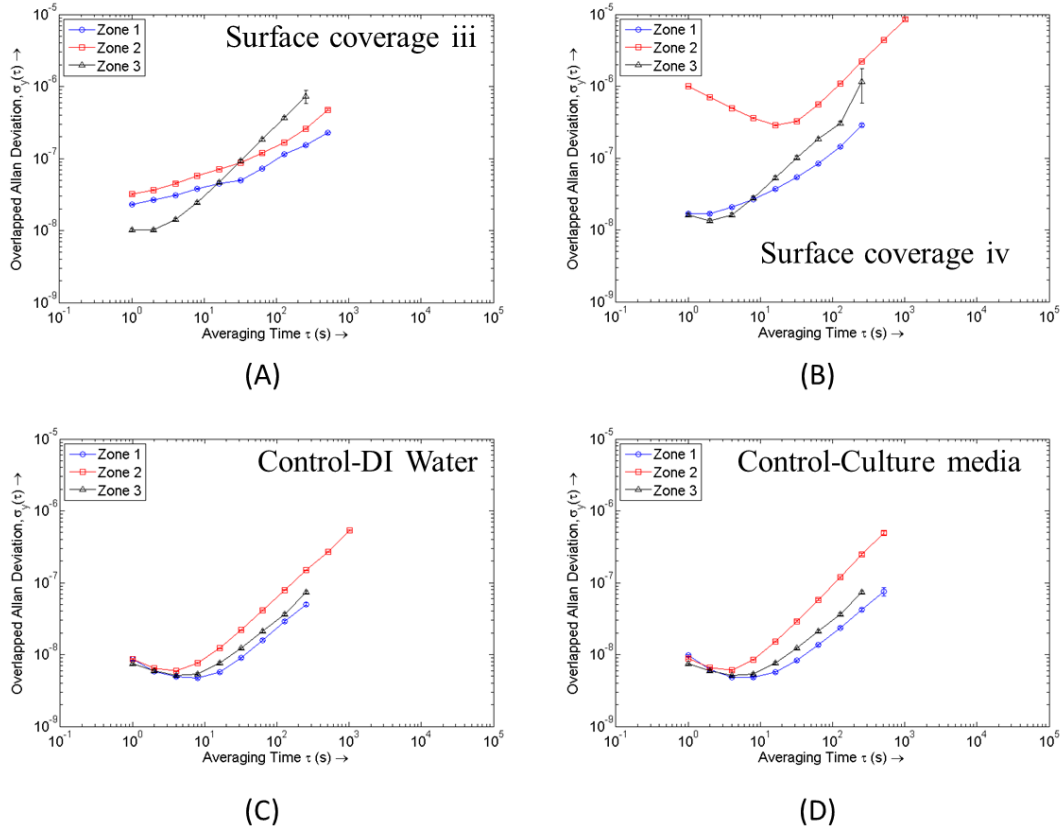 Surface coverage iii
Zone 1
Zone 2
Zone 3
Overlapped Allan Deviation, σy(τ) →
10-5
10-6
10-7
10-8
10-9
10-1
100
101
102
103
104
105
Averaging Time τ (s) →
(A)
Surface coverage iv
Zone 1
Zone 2
Zone 3
Overlapped Allan Deviation, σy(τ) →
10-5
10-6
10-7
10-8
10-9
10-1
100
101
102
103
104
105
Averaging Time τ (s) →
(B)
Control-DI Water
Zone 1
Zone 2
Zone 3
Overlapped Allan Deviation, σy(τ) →
10-5
10-6
10-7
10-8
10-9
10-1
100
101
102
103
104
105
Averaging Time τ (s) →
(C)
Control-Culture media
Zone 1
Zone 2
Zone 3
Overlapped Allan Deviation, σy(τ) →
10-5
10-6
10-7
10-8
10-9
10-1
100
101
102
103
104
105
Averaging Time τ (s) →
(D)